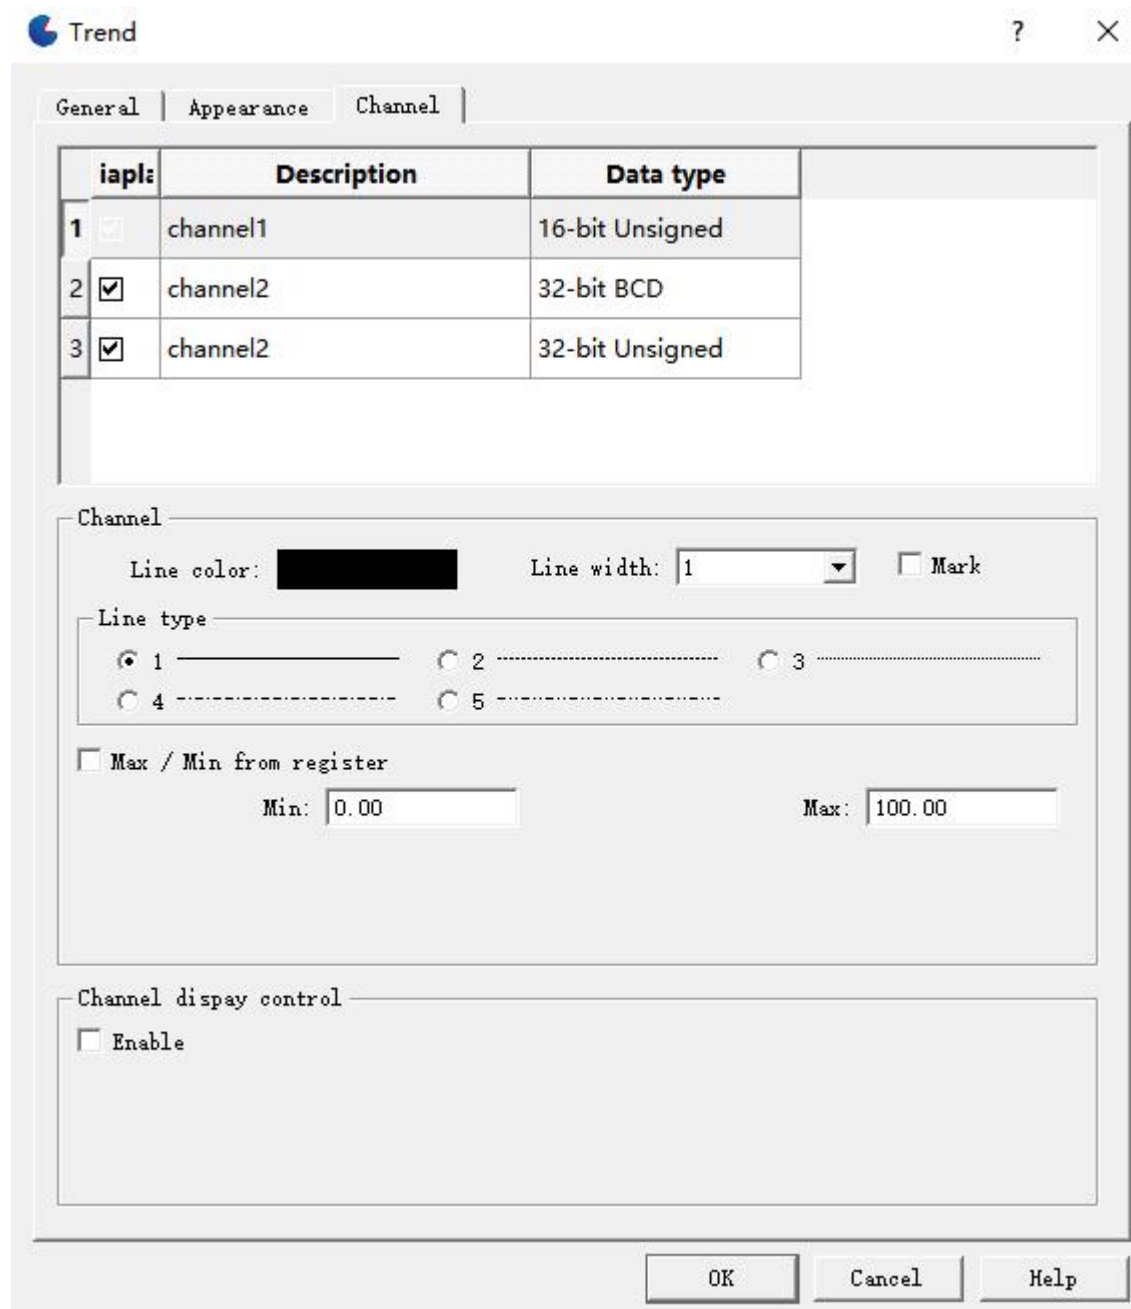 Trend ?
General Appearance Channel
iapla Description Data type
1 channel1 16-bit Unsigned
2 channel2 32-bit BCD
3 channel2 32-bit Unsigned
Channel
Line color: Line width: 1 Mark
Line type
1 2 3
4 5
Max / Min from register
Min: 0.00 Max: 100.00
Channel dispay control
Enable
OK Cancel Help